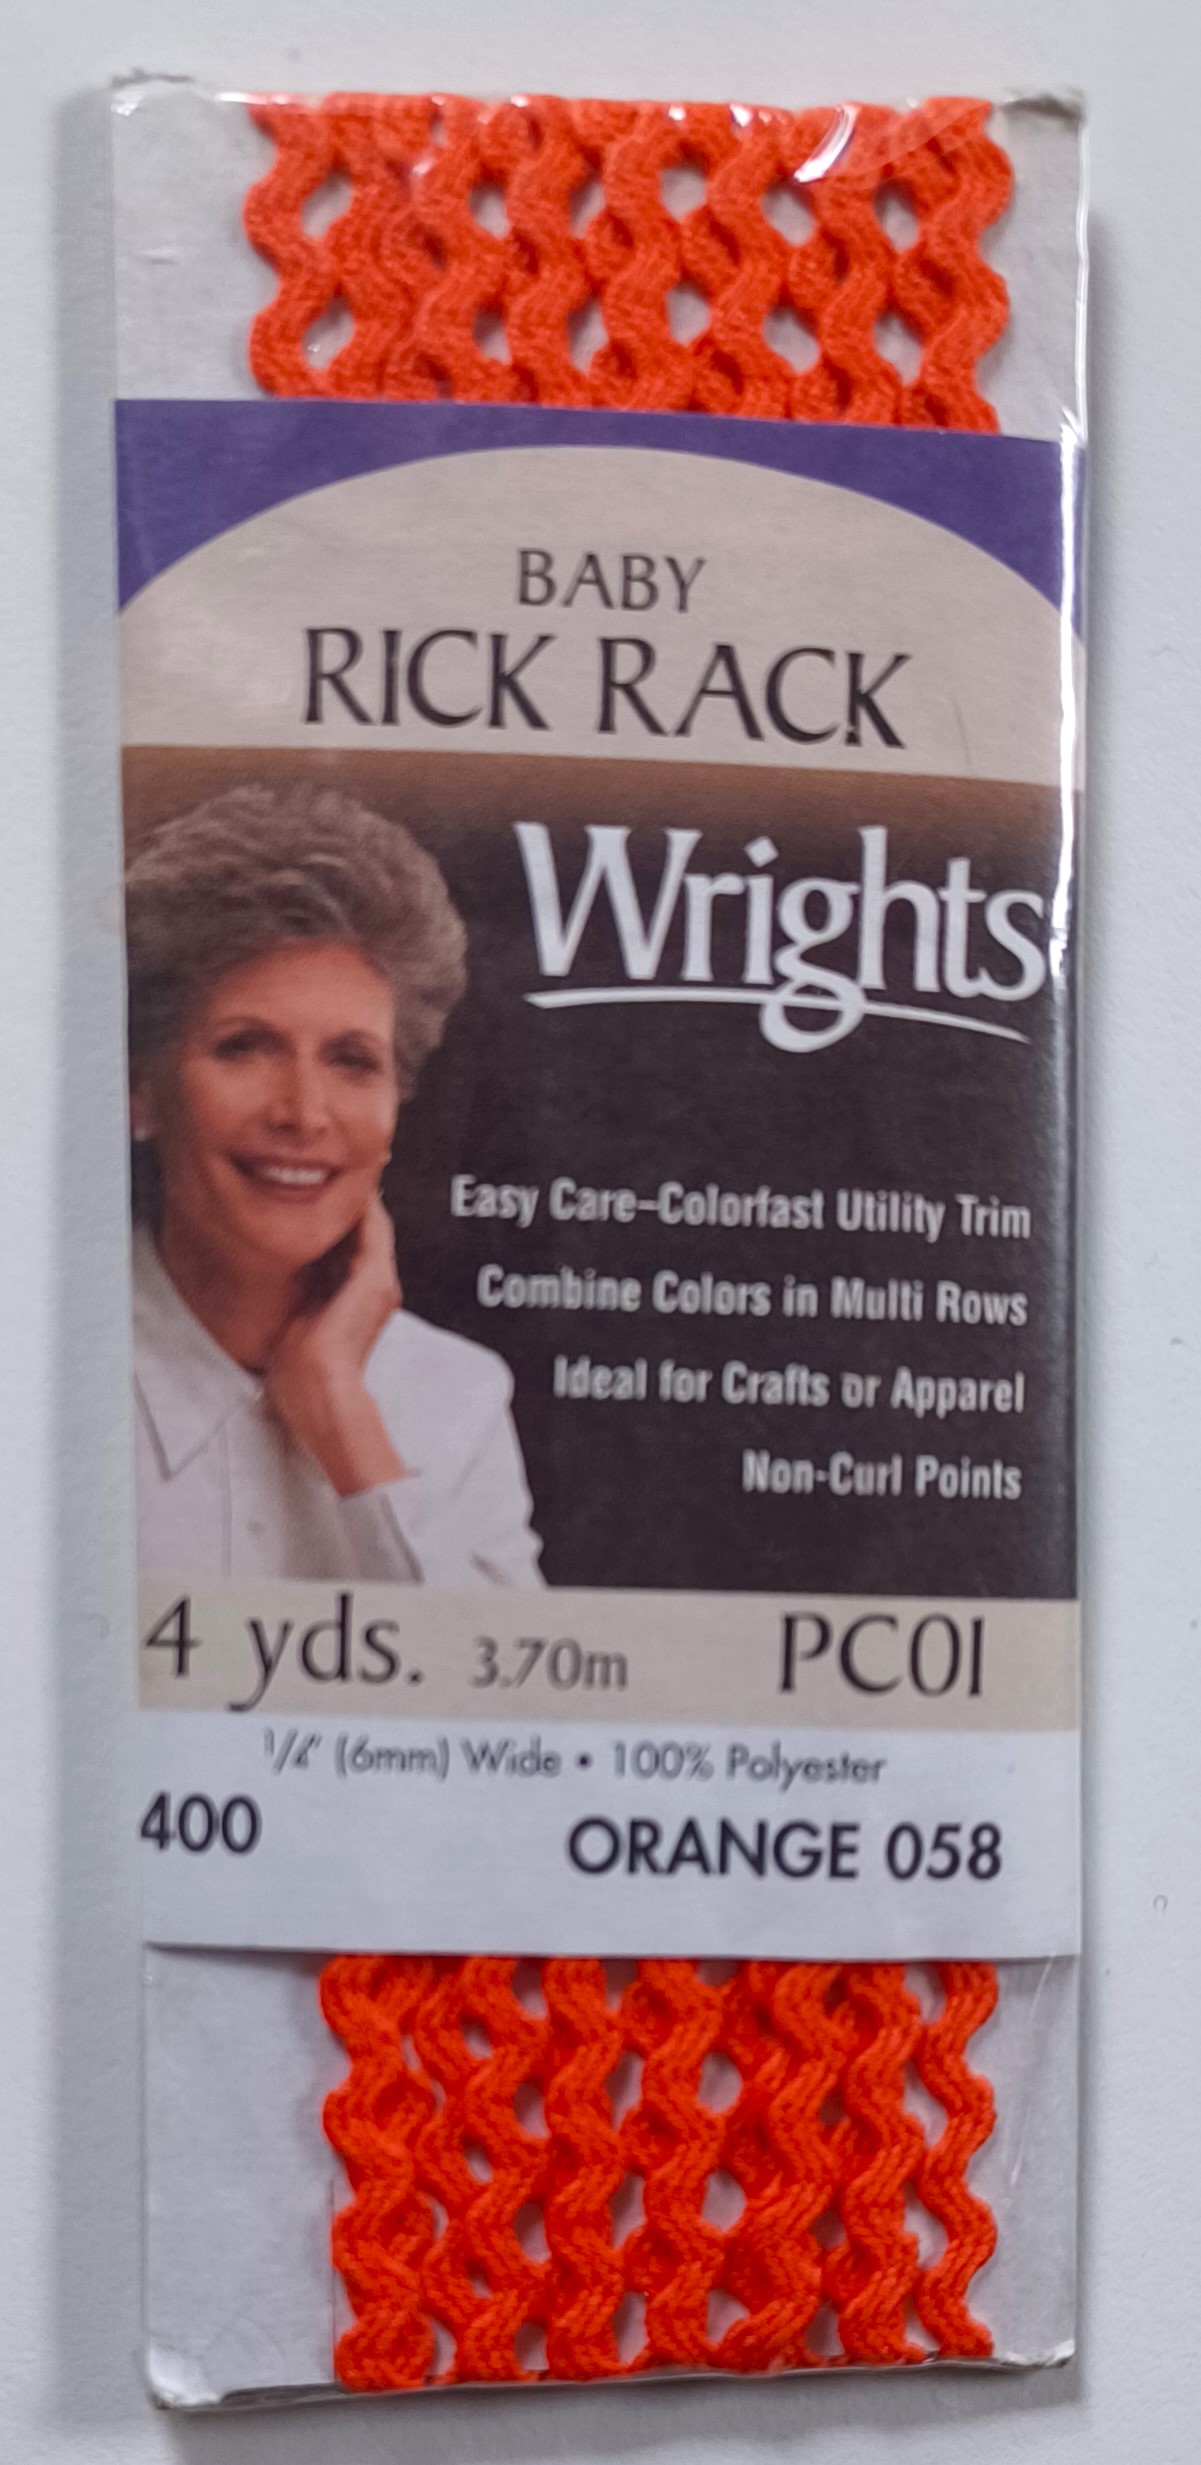 BABY
RICK RACK
Wrights
Easy Care-Colorfast Utility Trim
Combine Colors in Multi Rows
Ideal for Crafts or Apparel
Non-Curl Points
4 yds. 3.70m PC01
1/4" (6mm) Wide • 100% Polyester
400 ORANGE 058